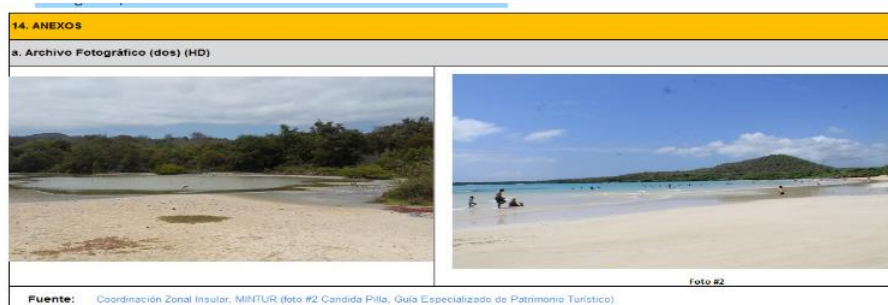 14. ANEXOS
a. Archivo Fotográfico (dos) (HD)
Foto #2
Fuente: Coordinación Zonal Insular, MINTUR (foto #2 Candida Pilla, Guía Especializado de Patrimonio Turístico)